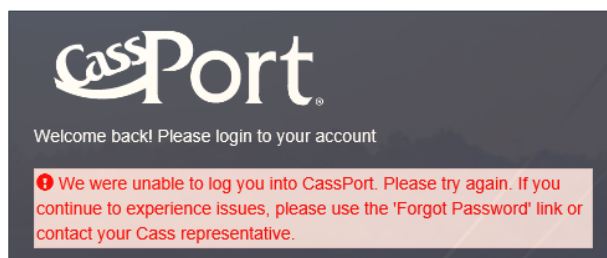 CassPort®
Welcome back! Please login to your account
We were unable to log you into CassPort. Please try again. If you
continue to experience issues, please use the 'Forgot Password' link or
contact your Cass representative.